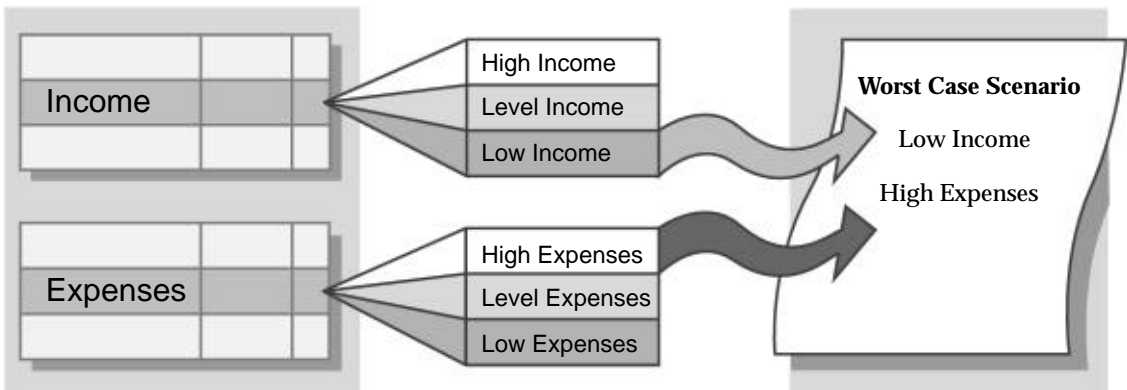 Income
High Income
Level Income
Low Income
Expenses
High Expenses
Level Expenses
Low Expenses
Worst Case Scenario
Low Income
High Expenses